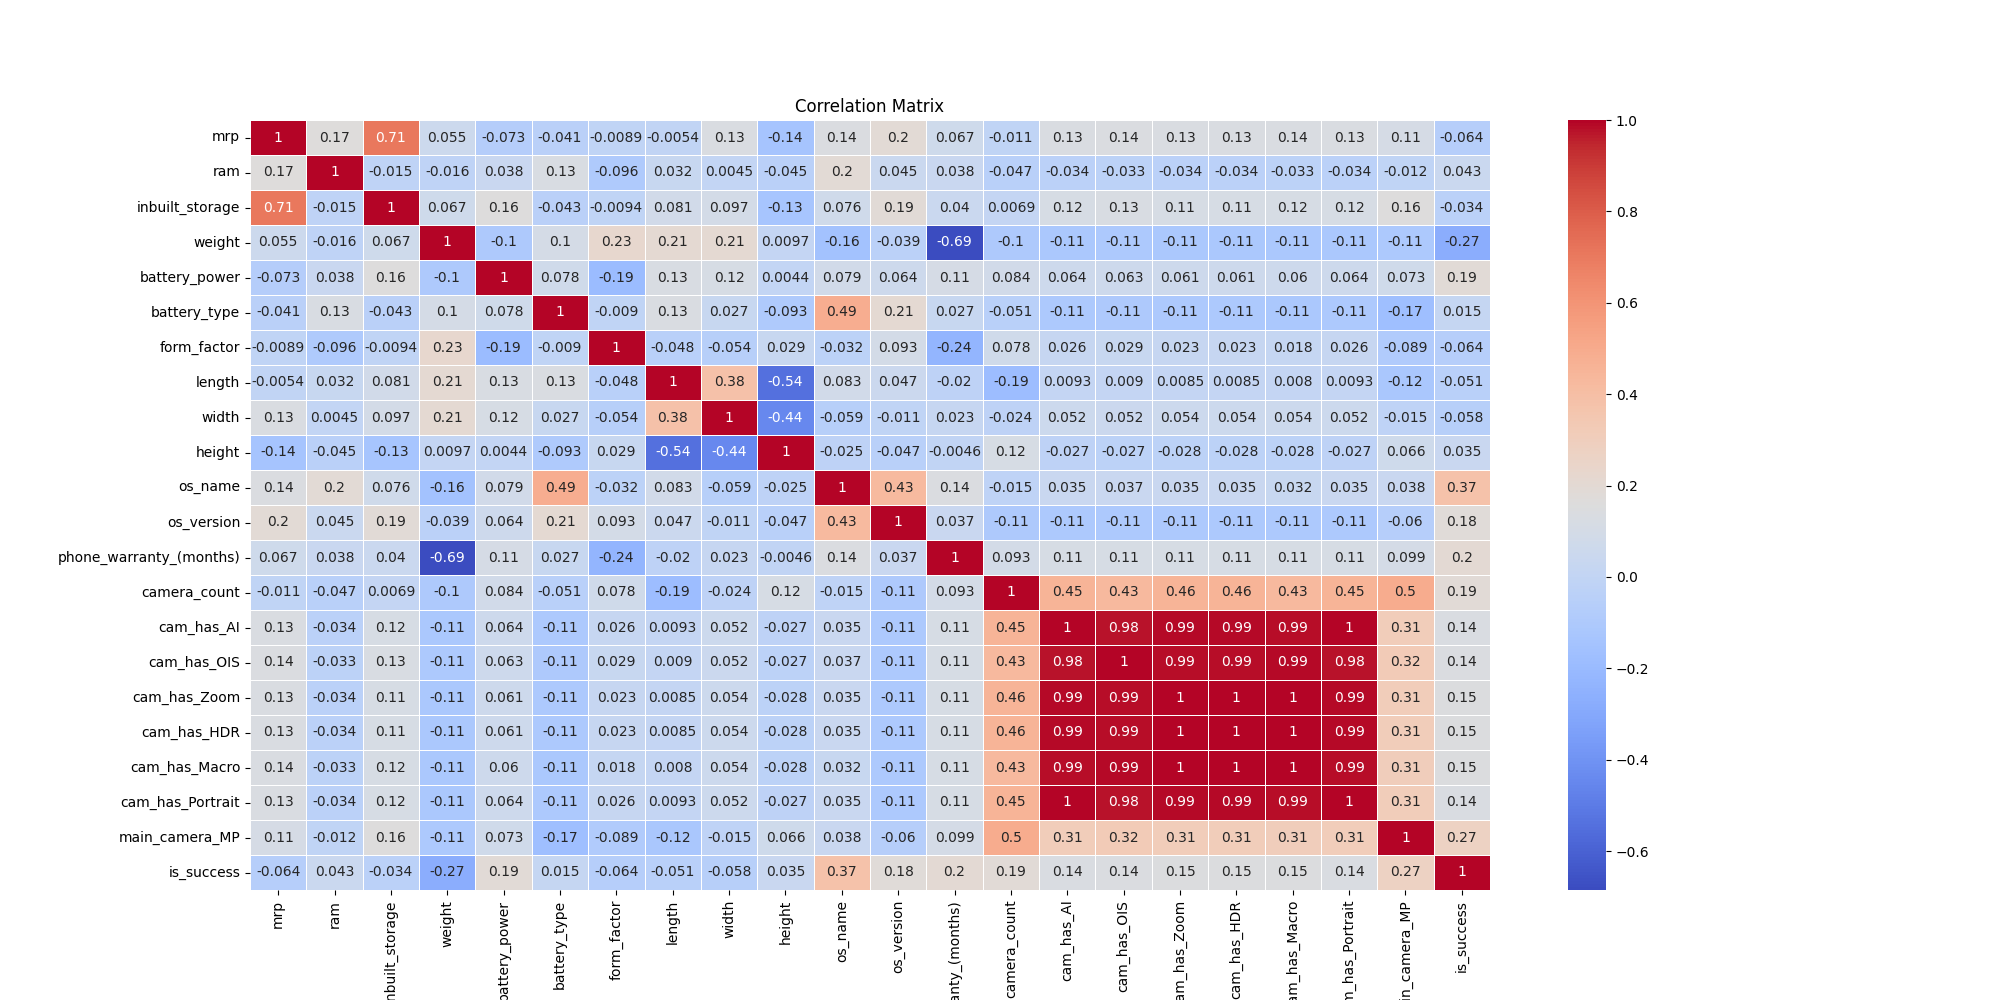 Correlation Matrix
mrp 1 0.17 0.71 0.055 -0.073 -0.041 -0.0089 -0.0054 0.13 -0.14 0.14 0.2 0.067 -0.011 0.13 0.14 0.13 0.13 0.14 0.13 0.11 -0.064
ram 0.17 1 -0.015 -0.016 0.038 0.13 -0.096 0.032 0.0045 -0.045 0.2 0.045 0.038 -0.047 -0.034 -0.033 -0.034 -0.034 -0.033 -0.034 -0.012 0.043
inbuilt_storage 0.71 -0.015 1 0.067 0.16 -0.043 -0.0094 0.081 0.097 -0.13 0.076 0.19 0.04 0.0069 0.12 0.13 0.11 0.11 0.12 0.12 0.16 -0.034
weight 0.055 -0.016 0.067 1 -0.1 0.1 0.23 0.21 0.21 0.0097 -0.16 -0.039 -0.69 -0.1 -0.11 -0.11 -0.11 -0.11 -0.11 -0.11 -0.11 -0.27
battery_power -0.073 0.038 0.16 -0.1 1 0.078 -0.19 0.13 0.12 0.0044 0.079 0.064 0.11 0.084 0.064 0.063 0.061 0.061 0.06 0.064 0.073 0.19
battery_type -0.041 0.13 -0.043 0.1 0.078 1 -0.009 0.13 0.027 -0.093 0.49 0.21 0.027 -0.051 -0.11 -0.11 -0.11 -0.11 -0.11 -0.11 -0.17 0.015
form_factor -0.0089 -0.096 -0.0094 0.23 -0.19 -0.009 1 -0.048 -0.054 0.029 -0.032 0.093 -0.24 0.078 0.026 0.029 0.023 0.023 0.018 0.026 -0.089 -0.064
length -0.0054 0.032 0.081 0.21 0.13 0.13 -0.048 1 0.38 -0.54 0.083 0.047 -0.02 -0.19 0.0093 0.009 0.0085 0.0085 0.008 0.0093 -0.12 -0.051
width 0.13 0.0045 0.097 0.21 0.12 0.027 -0.054 0.38 1 -0.44 -0.059 -0.011 0.023 -0.024 0.052 0.052 0.054 0.054 0.054 0.052 -0.015 -0.058
height -0.14 -0.045 -0.13 0.0097 0.0044 -0.093 0.029 -0.54 -0.44 1 -0.025 -0.047 -0.0046 0.12 -0.027 -0.027 -0.028 -0.028 -0.028 -0.027 0.066 0.035
os_name 0.14 0.2 0.076 -0.16 0.079 0.49 -0.032 0.083 -0.059 -0.025 1 0.43 0.14 -0.015 0.035 0.037 0.035 0.035 0.032 0.035 0.038 0.37
os_version 0.2 0.045 0.19 -0.039 0.064 0.21 0.093 0.047 -0.011 -0.047 0.43 1 0.037 -0.11 -0.11 -0.11 -0.11 -0.11 -0.11 -0.11 -0.06 0.18
phone_warranty_(months) 0.067 0.038 0.04 -0.69 0.11 0.027 -0.24 -0.02 0.023 -0.0046 0.14 0.037 1 0.093 0.11 0.11 0.11 0.11 0.11 0.11 0.099 0.2
camera_count -0.011 -0.047 0.0069 -0.1 0.084 -0.051 0.078 -0.19 -0.024 0.12 -0.015 -0.11 0.093 1 0.45 0.43 0.46 0.46 0.43 0.45 0.5 0.19
cam_has_AI 0.13 -0.034 0.12 -0.11 0.064 -0.11 0.026 0.0093 0.052 -0.027 0.035 -0.11 0.11 0.45 1 0.98 0.99 0.99 0.99 1 0.31 0.14
cam_has_OIS 0.14 -0.033 0.13 -0.11 0.063 -0.11 0.029 0.009 0.052 -0.027 0.037 -0.11 0.11 0.43 0.98 1 0.99 0.99 0.99 0.98 0.32 0.14
cam_has_Zoom 0.13 -0.034 0.11 -0.11 0.061 -0.11 0.023 0.0085 0.054 -0.028 0.035 -0.11 0.11 0.46 0.99 0.99 1 1 1 0.99 0.31 0.15
cam_has_HDR 0.13 -0.034 0.11 -0.11 0.061 -0.11 0.023 0.0085 0.054 -0.028 0.035 -0.11 0.11 0.46 0.99 0.99 1 1 1 0.99 0.31 0.15
cam_has_Macro 0.14 -0.033 0.12 -0.11 0.06 -0.11 0.018 0.008 0.054 -0.028 0.032 -0.11 0.11 0.43 0.99 0.99 1 1 1 0.99 0.31 0.15
cam_has_Portrait 0.13 -0.034 0.12 -0.11 0.064 -0.11 0.026 0.0093 0.052 -0.027 0.035 -0.11 0.11 0.45 1 0.98 0.99 0.99 0.99 1 0.31 0.14
main_camera_MP 0.11 -0.012 0.16 -0.11 0.073 -0.17 -0.089 -0.12 -0.015 0.066 0.038 -0.06 0.099 0.5 0.31 0.32 0.31 0.31 0.31 0.31 1 0.27
is_success -0.064 0.043 -0.034 -0.27 0.19 0.015 -0.064 -0.051 -0.058 0.035 0.37 0.18 0.2 0.19 0.14 0.14 0.15 0.15 0.15 0.14 0.27 1
mrp
ram
nbuilt_storage
weight
battery_power
battery_type
form_factor
length
width
height
os_name
os_version
anty_(months)
camera_count
cam_has_AI
cam_has_OIS
am_has_Zoom
cam_has_HDR
am_has_Macro
m_has_Portrait
in_camera_MP
is_success
1.0
0.8
0.6
0.4
0.2
0.0
−0.2
−0.4
−0.6